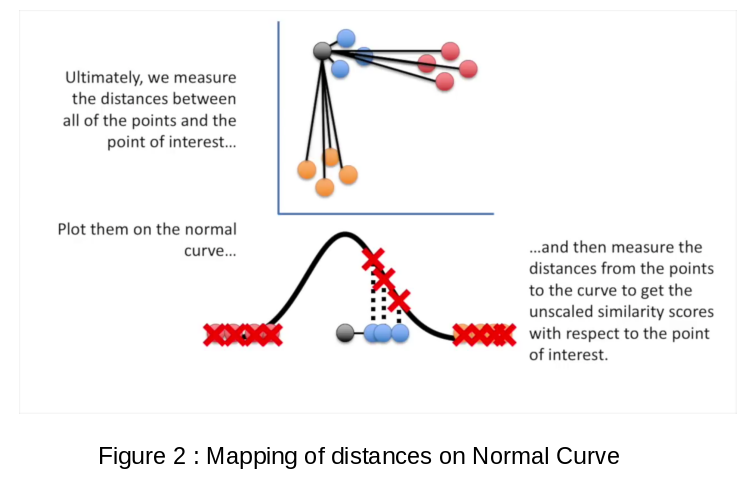 Ultimately, we measure
the distances between
all of the points and the
point of interest...
Plot them on the normal
curve...
...and then measure the
distances from the points
to the curve to get the
unscaled similarity scores
with respect to the point
of interest.
Figure 2 : Mapping of distances on Normal Curve